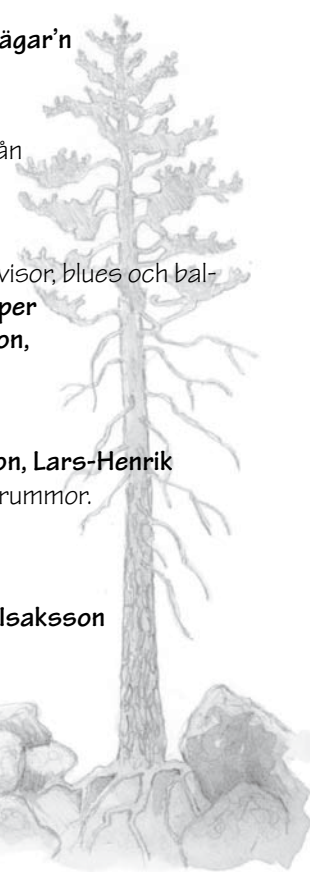 ägar’n
ån
visor, blues och bal-
per
on,
on, Lars-Henrik
rummor.
Isaksson